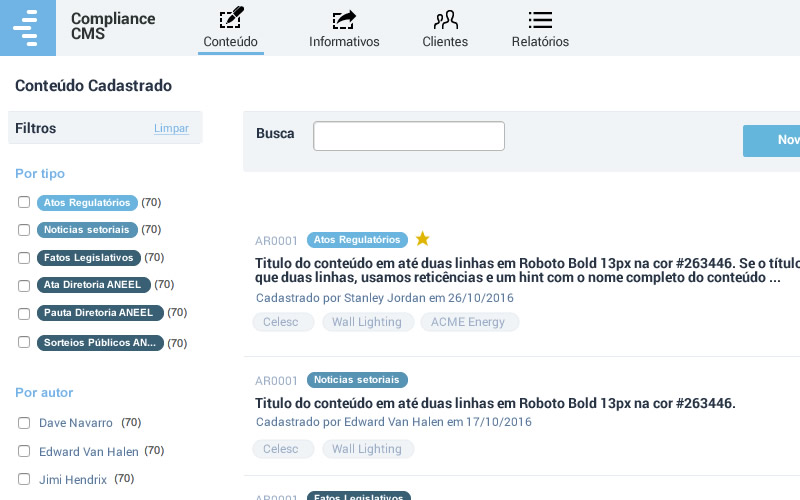 Compliance
CMS
Conteúdo
Informativos
Clientes
Relatórios
Conteúdo Cadastrado
Filtros
Limpar
Por tipo
Atos Regulatórios (70)
Noticias setoriais (70)
Fatos Legislativos (70)
Ata Diretoria ANEEL (70)
Pauta Diretoria ANEEL (70)
Sorteios Públicos AN... (70)
Por autor
Dave Navarro (70)
Edward Van Halen (70)
Jimi Hendrix (70)
Busca
Nov
AR0001 Atos Regulatórios
Titulo do conteúdo em até duas linhas em Roboto Bold 13px na cor #263446. Se o título
que duas linhas, usamos reticências e um hint com o nome completo do conteúdo ...
Cadastrado por Stanley Jordan em 26/10/2016
Celesc Wall Lighting ACME Energy
AR0001 Noticias setoriais
Titulo do conteúdo em até duas linhas em Roboto Bold 13px na cor #263446.
Cadastrado por Edward Van Halen em 17/10/2016
Celesc Wall Lighting
AR0001 Fatos Legislativos